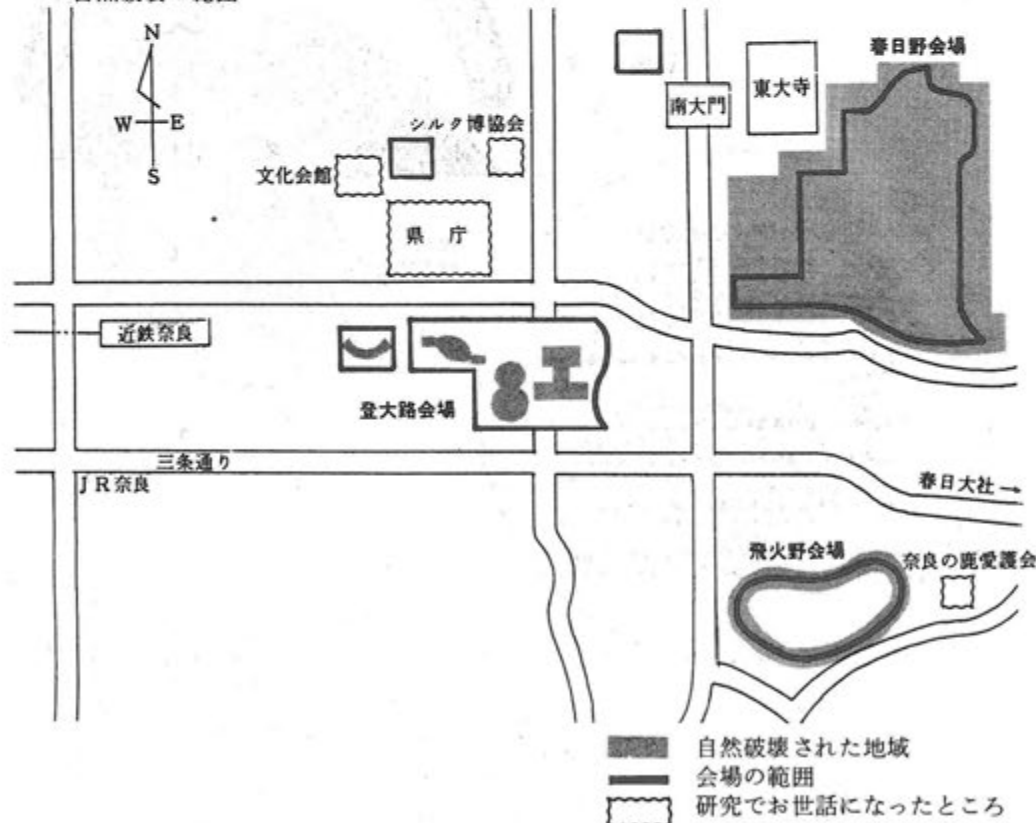 N
W E
S
春日野会場
東大寺
南大門
シルク博協会
文化会館
県庁
近鉄奈良
登大路会場
三条通り
JR奈良
春日大社→
飛火野会場
奈良の鹿愛護会
自然破壊された地域
会場の範囲
研究でお世話になったところ